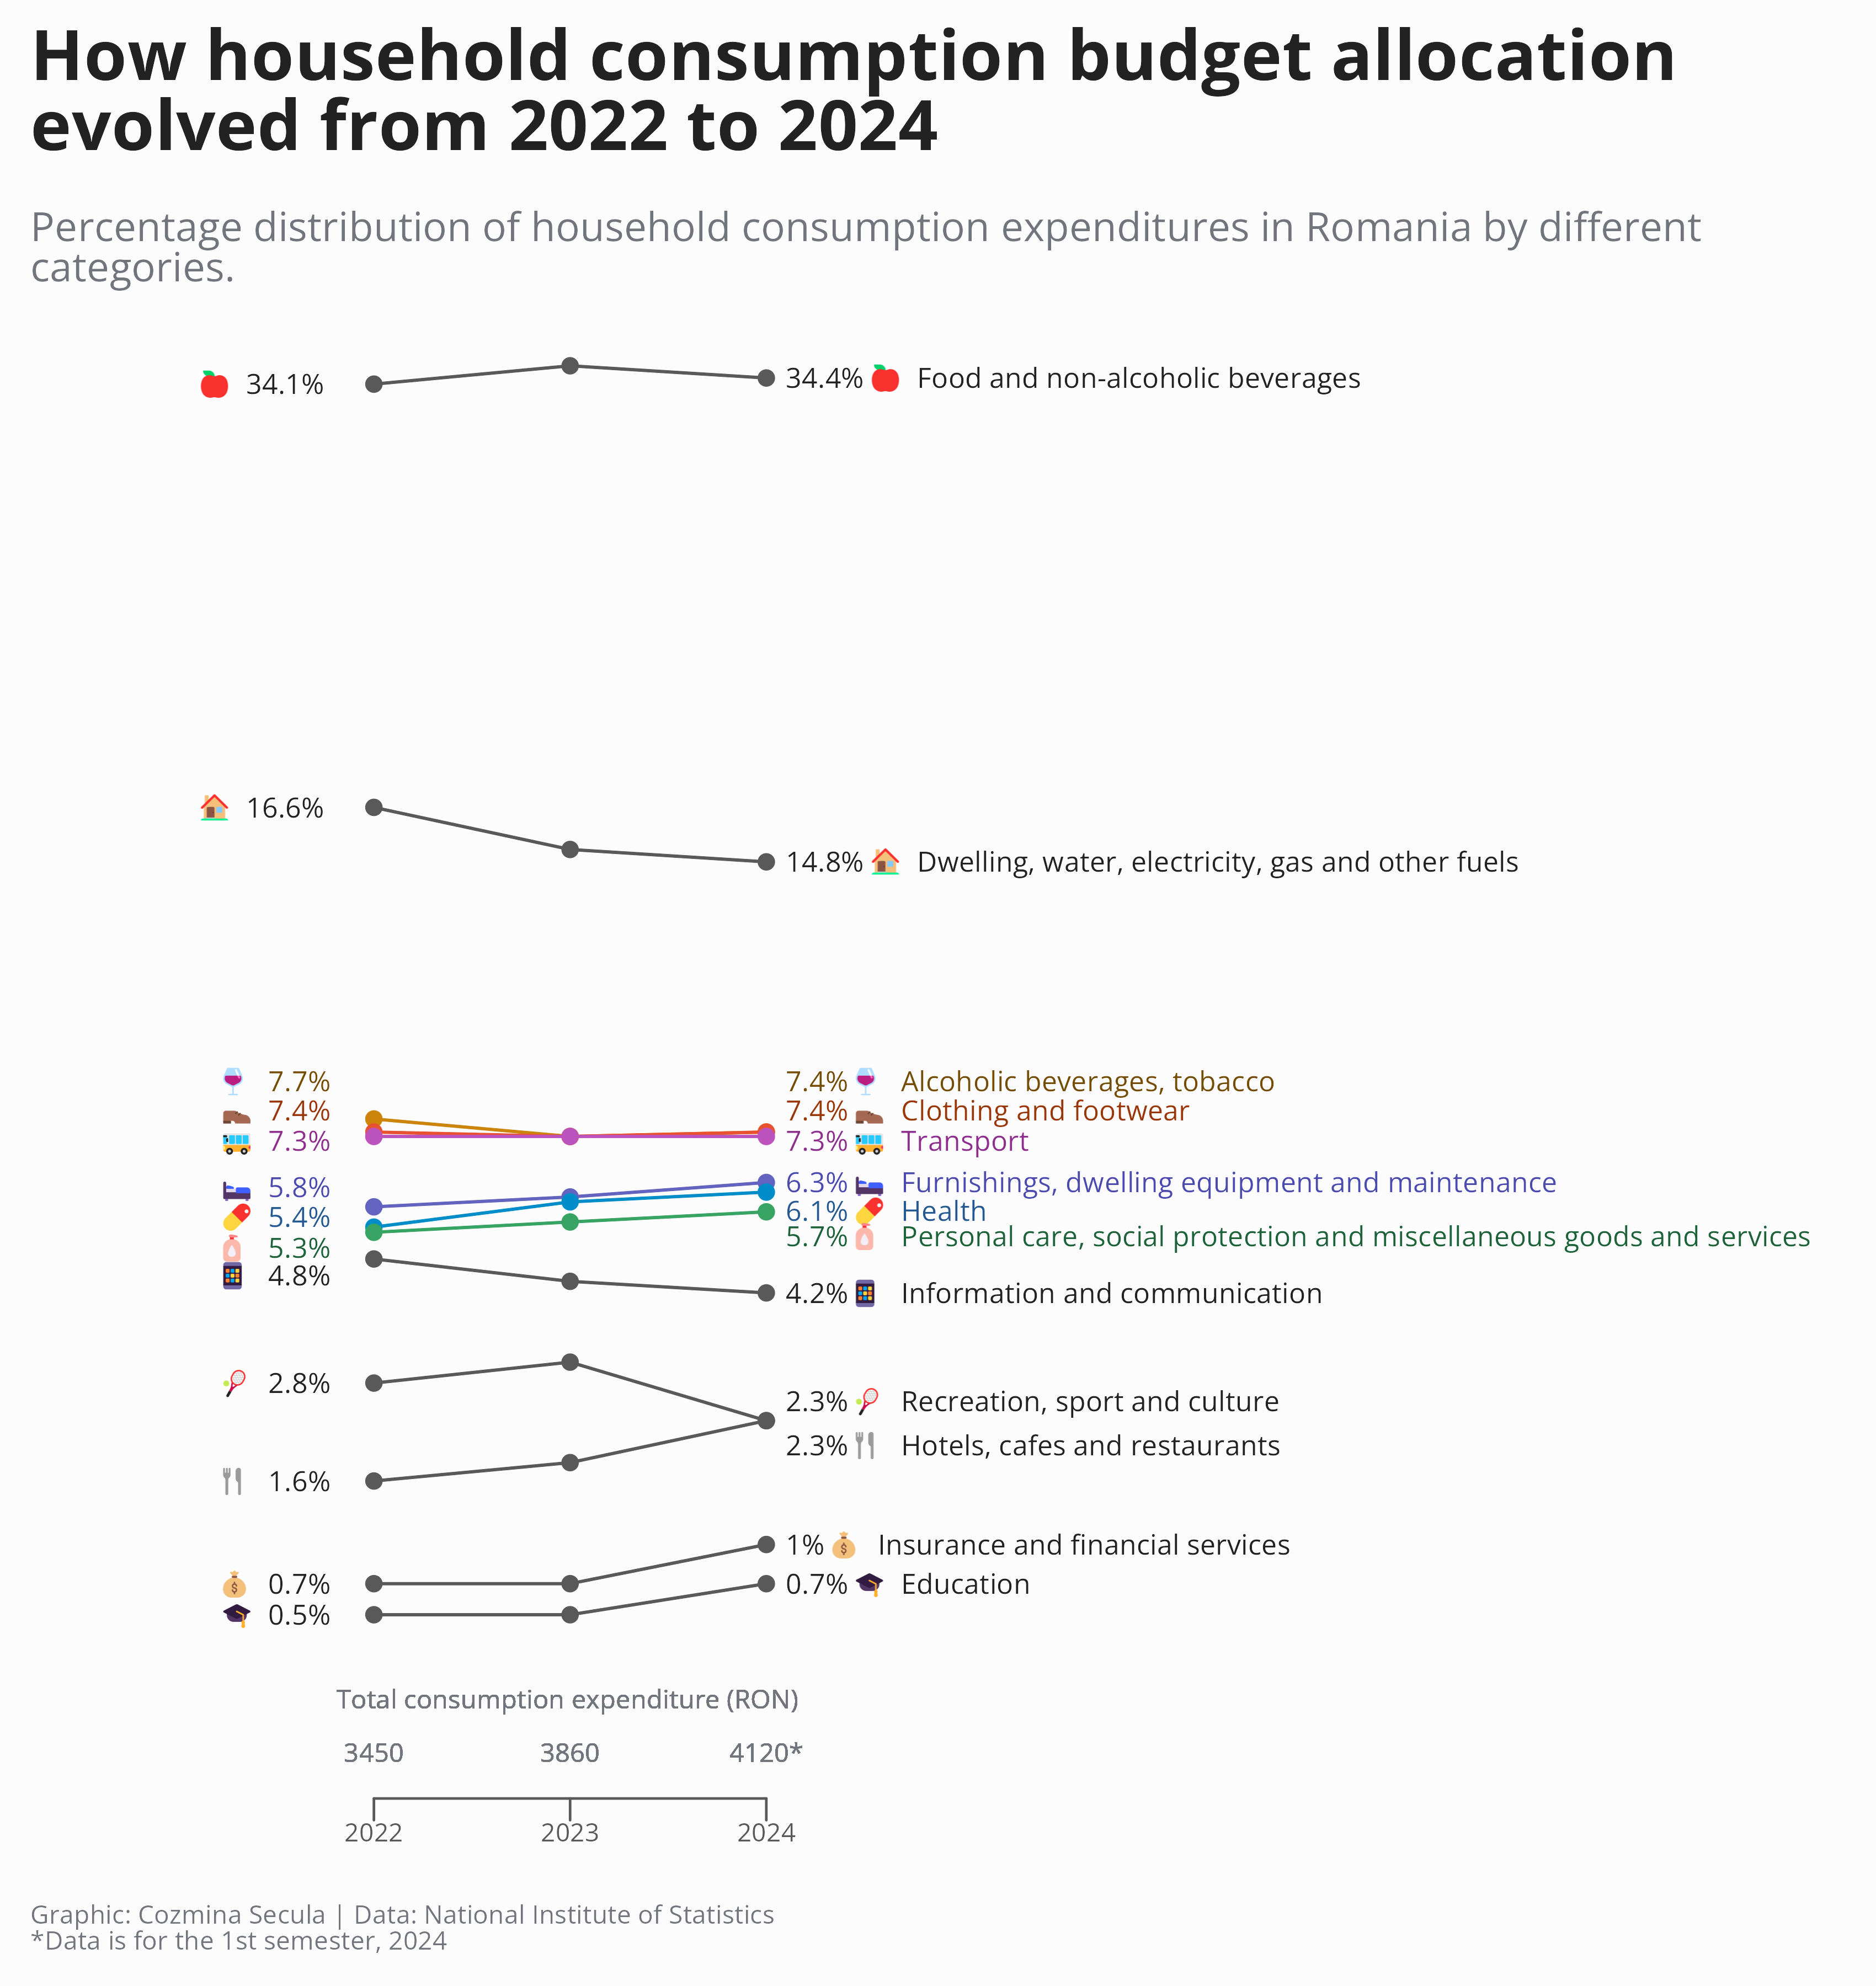 How household consumption budget allocation
evolved from 2022 to 2024
Percentage distribution of household consumption expenditures in Romania by different
categories.
34.1%
34.4% Food and non-alcoholic beverages
16.6%
14.8% Dwelling, water, electricity, gas and other fuels
7.7%
7.4% Alcoholic beverages, tobacco
7.4%
7.4% Clothing and footwear
7.3%
7.3% Transport
5.8%
6.3% Furnishings, dwelling equipment and maintenance
5.4%
6.1% Health
5.3%
5.7% Personal care, social protection and miscellaneous goods and services
4.8%
4.2% Information and communication
2.8%
2.3% Recreation, sport and culture
2.3% Hotels, cafes and restaurants
1.6%
1% Insurance and financial services
0.7%
0.7% Education
0.5%
Total consumption expenditure (RON)
3450 3860 4120*
2022 2023 2024
Graphic: Cozmina Secula | Data: National Institute of Statistics
*Data is for the 1st semester, 2024